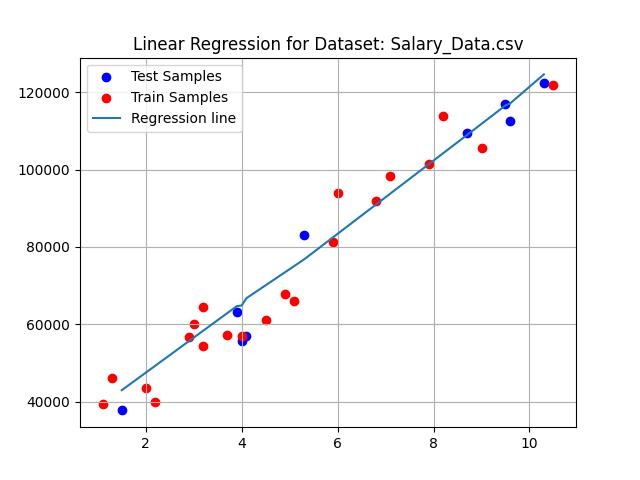 Linear Regression for Dataset: Salary_Data.csv
Test Samples
Train Samples
Regression line
120000
100000
80000
60000
40000
2 4 6 8 10